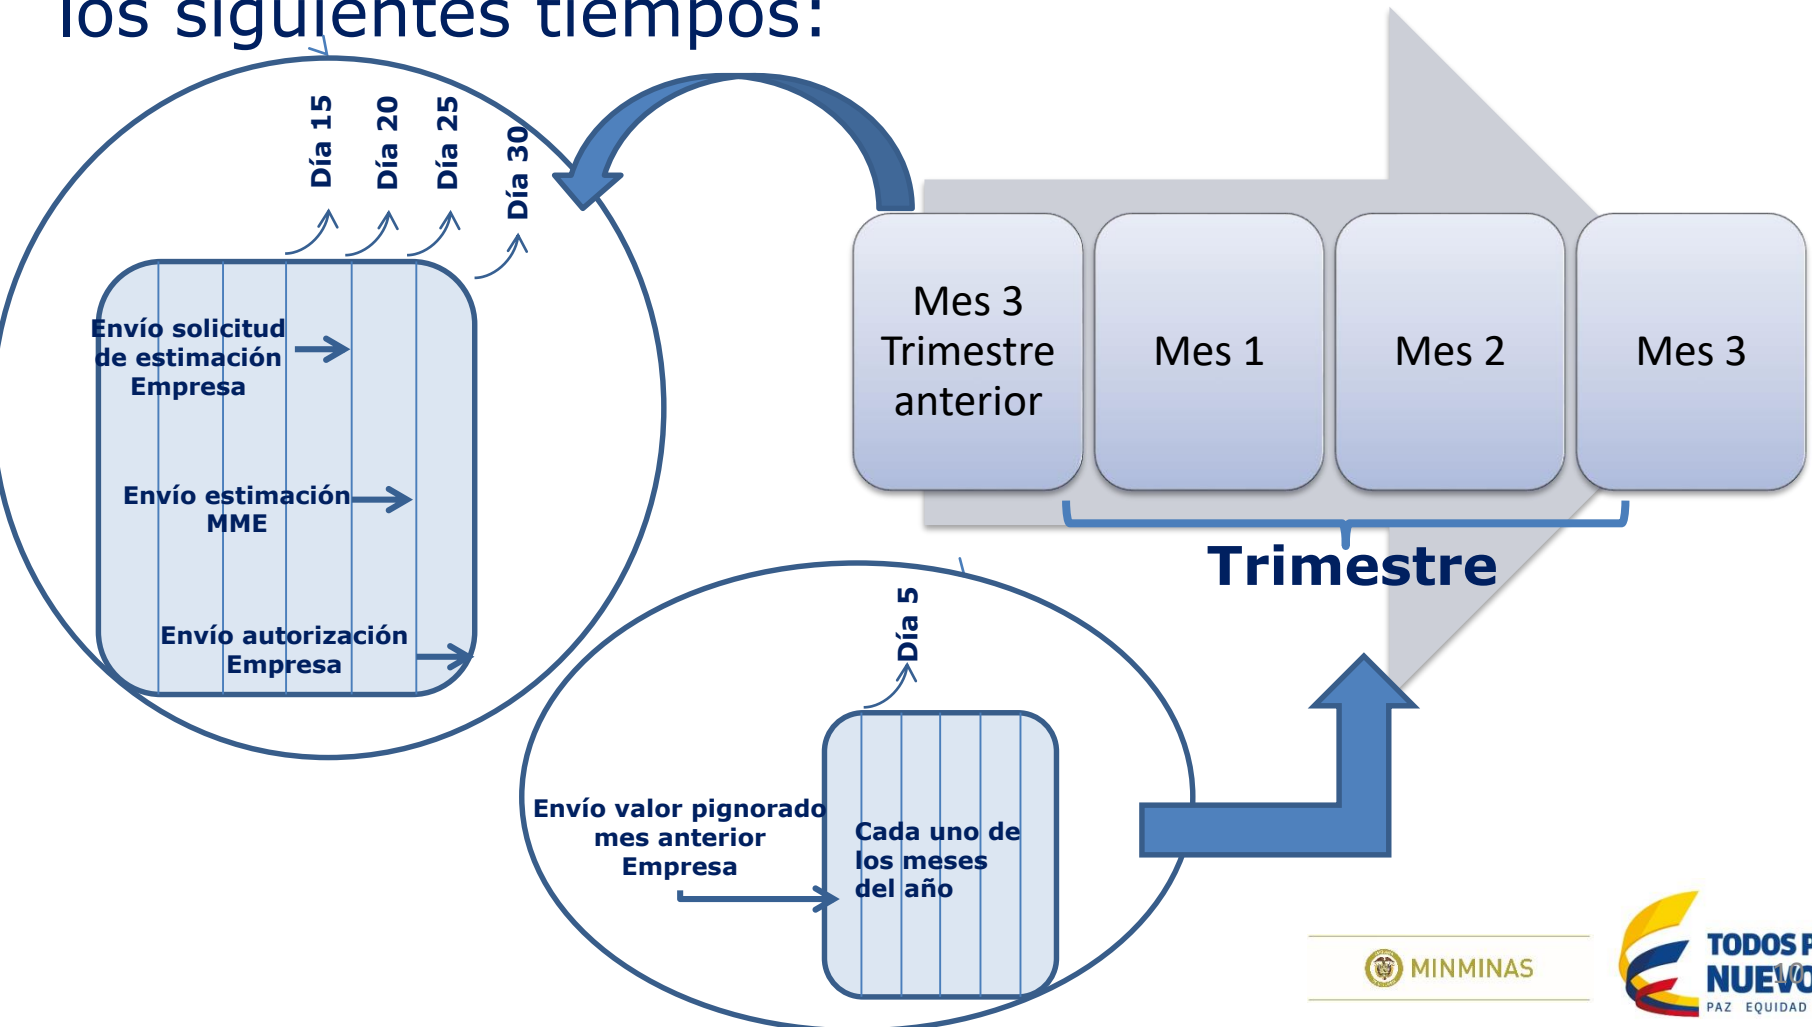 los siguientes tiempos:
Día 15
Día 20
Día 25
Día 30
Envío solicitud
de estimación
Empresa
Envío estimación
MME
Envío autorización
Empresa
Mes 3
Trimestre
anterior
Mes 1
Mes 2
Mes 3
Trimestre
Día 5
Envío valor pignorado
mes anterior
Empresa
Cada uno de
los meses
del año
MINMINAS
TODOS P
NUEVO
10
PAZ EQUIDAD